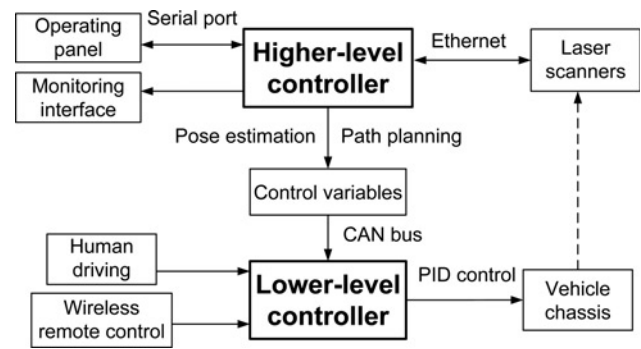 Operating
panel
Serial port
Higher-level
controller
Ethernet
Laser
scanners
Monitoring
interface
Pose estimation
Path planning
Control variables
CAN bus
Human
driving
Wireless
remote control
Lower-level
controller
PID control
Vehicle
chassis